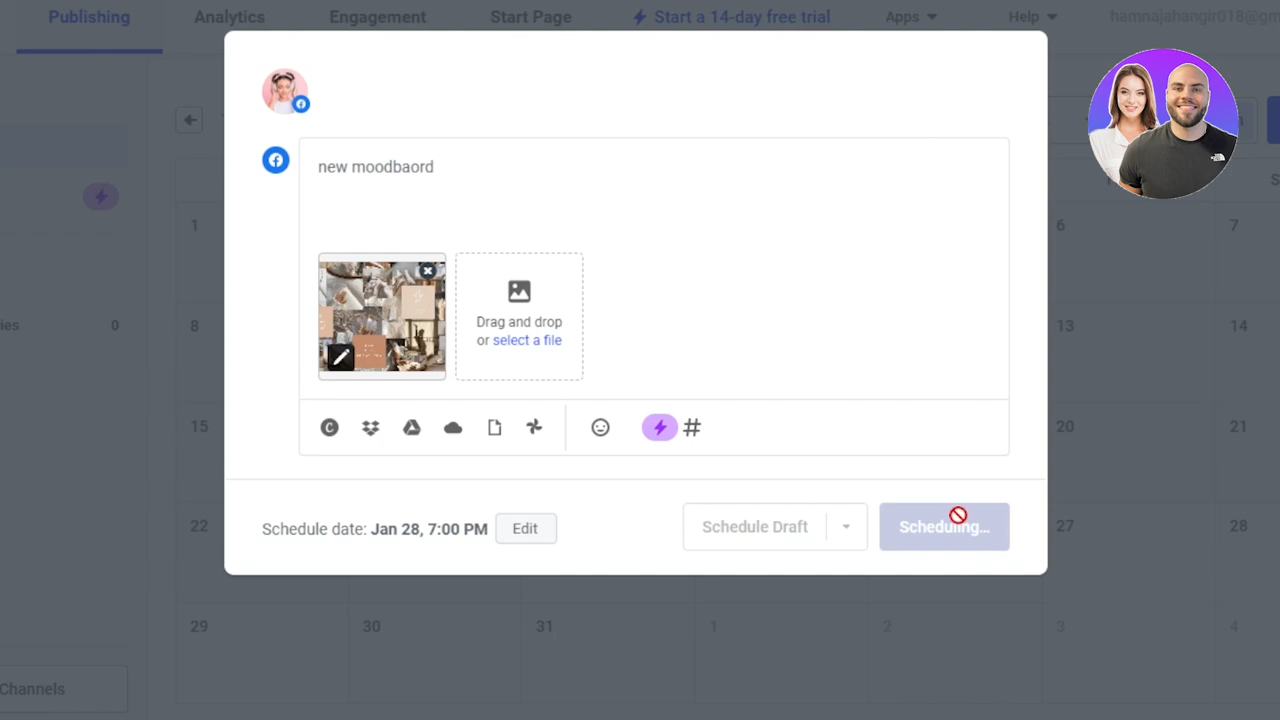 Publishing
Analytics
Engagement
Start Page
Start a 14-day free trial
Apps
Help
hamnajahangir018@gm
new moodbaord
Drag and drop
or select a file
#
Schedule date: Jan 28, 7:00 PM
Edit
Schedule Draft
Scheduling...
1
6
7
ies
0
8
13
14
15
20
21
22
27
28
29
30
31
1
2
3
4
Channels